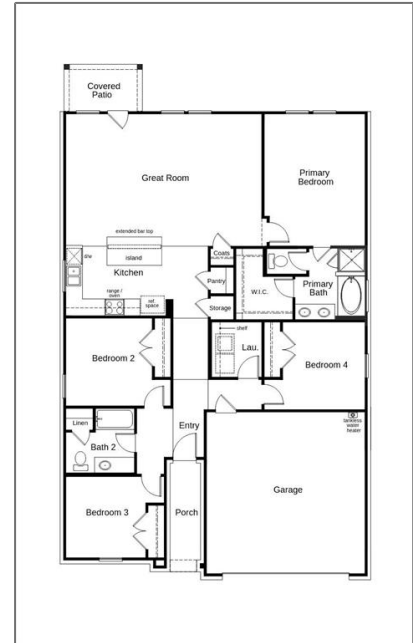 Covered
Patio
Great Room
Primary
Bedroom
extended bar top
island
Kitchen
d/w
range /
oven
ref.
space
Coats
Pantry
Storage
W.I.C.
Primary
Bath
shelf
Lau.
Bedroom 2
Bedroom 4
Linen
Bath 2
Entry
tankless
water
heater
Garage
Bedroom 3
Porch